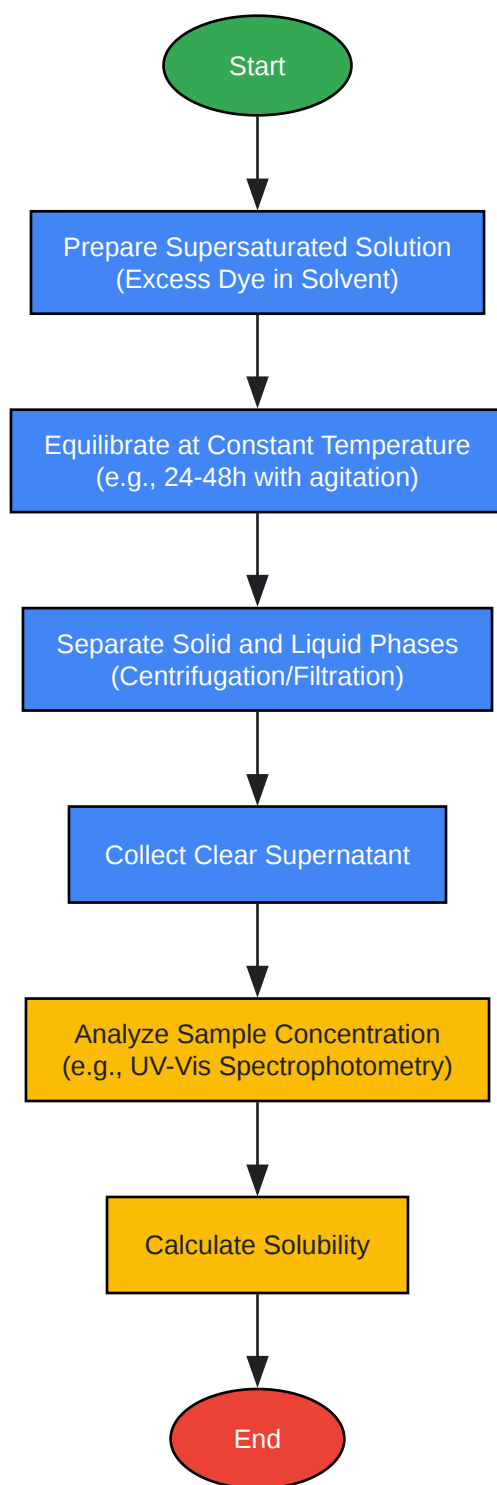 Start
Prepare Supersaturated Solution
(Excess Dye in Solvent)
Equilibrate at Constant Temperature
(e.g., 24-48h with agitation)
Separate Solid and Liquid Phases
(Centrifugation/Filtration)
Collect Clear Supernatant
Analyze Sample Concentration
(e.g., UV-Vis Spectrophotometry)
Calculate Solubility
End